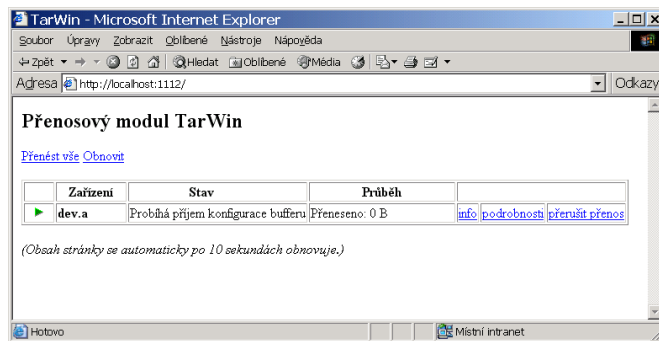 TarWin - Microsoft Internet Explorer
Soubor Úpravy Zobrazit Oblíbené Nástroje Nápověda
Zpět Hledat Oblíbené Média
Adresa http://localhost:1112/ Odkazy
Přenosový modul TarWin
Přenést vše Obnovit
Zařízení Stav Průběh
dev.a Probíhá příjem konfigurace bufferu Přeneseno: 0 B info podrobnosti přerušit přenos
(Obsah stránky se automaticky po 10 sekundách obnovuje.)
Hotovo Místní intranet